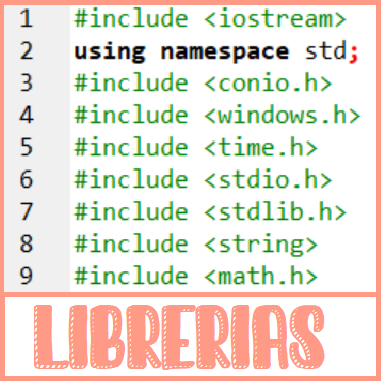 1 #include <iostream>
2 using namespace std;
3 #include <conio.h>
4 #include <windows.h>
5 #include <time.h>
6 #include <stdio.h>
7 #include <stdlib.h>
8 #include <string>
9 #include <math.h>
LIBRERIAS